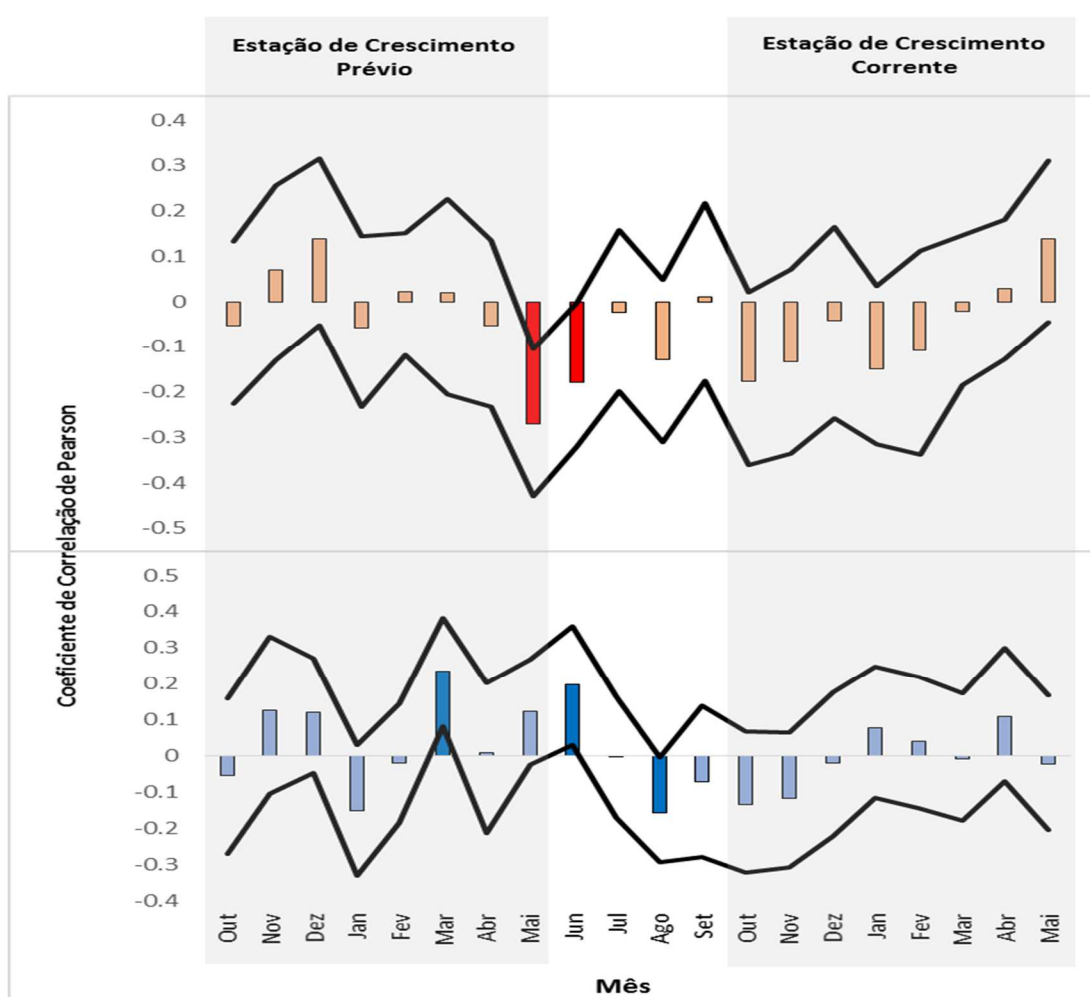 Estação de Crescimento
Prévio
Estação de Crescimento
Corrente
Coeficiente de Correlação de Pearson
0.4
0.3
0.2
0.1
0
-0.1
-0.2
-0.3
-0.4
-0.5
0.5
0.4
0.3
0.2
0.1
0
-0.1
-0.2
-0.3
-0.4
Out Nov Dez Jan Fev Mar Abr Mai Jun Jul Ago Set Out Nov Dez Jan Fev Mar Abr Mai
Mês